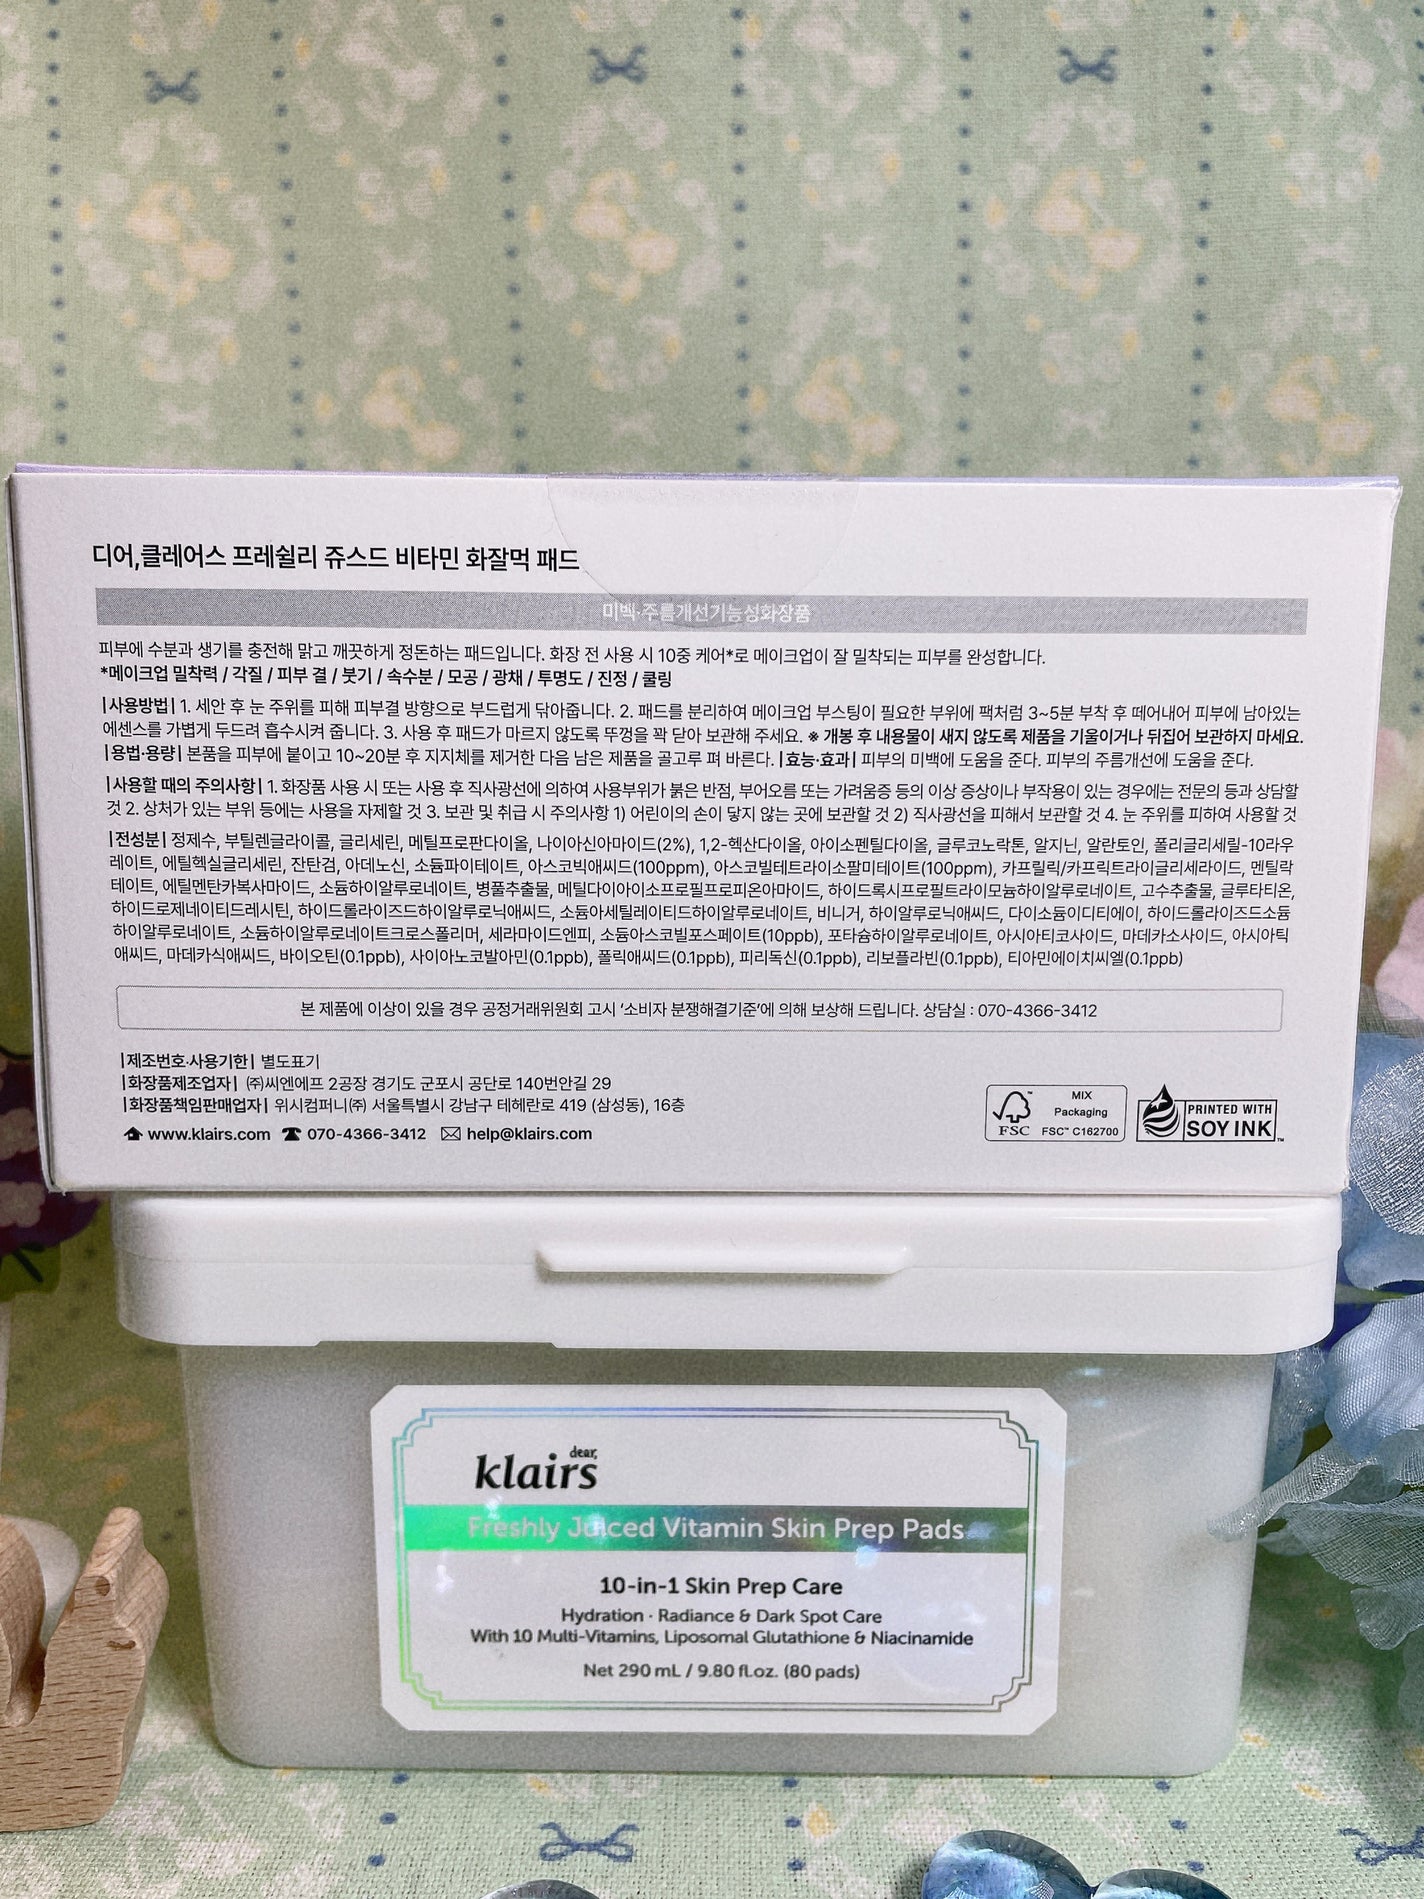 디어,클레어스 프레쉴리 쥬스드 비타민 화잘먹 패드
미백·주름개선기능성화장품
피부에 수분과 생기를 충전해 맑고 깨끗하게 정돈하는 패드입니다. 화장 전 사용 시 10중 케어*로 메이크업이 잘 밀착되는 피부를 완성합니다.
*메이크업 밀착력 / 각질 / 피부 결 / 붓기 / 속수분 / 모공 / 광채 / 투명도 / 진정 / 쿨링
|사용방법| 1. 세안 후 눈 주위를 피해 피부결 방향으로 부드럽게 닦아줍니다. 2. 패드를 분리하여 메이크업 부스팅이 필요한 부위에 팩처럼 3~5분 부착 후 떼어내어 피부에 남아있는
에센스를 가볍게 두드려 흡수시켜 줍니다. 3. 사용 후 패드가 마르지 않도록 뚜껑을 꽉 닫아 보관해 주세요. ※ 개봉 후 내용물이 새지 않도록 제품을 기울이거나 뒤집어 보관하지 마세요.
|용법·용량| 본품을 피부에 붙이고 10~20분 후 지지체를 제거한 다음 남은 제품을 골고루 펴 바른다. |효능·효과| 피부의 미백에 도움을 준다. 피부의 주름개선에 도움을 준다.
|사용할 때의 주의사항| 1. 화장품 사용 시 또는 사용 후 직사광선에 의하여 사용부위가 붉은 반점, 부어오름 또는 가려움증 등의 이상 증상이나 부작용이 있는 경우에는 전문의 등과 상담할
것 2. 상처가 있는 부위 등에는 사용을 자제할 것 3. 보관 및 취급 시 주의사항 1) 어린이의 손이 닿지 않는 곳에 보관할 것 2) 직사광선을 피해서 보관할 것 4. 눈 주위를 피하여 사용할 것
|전성분| 정제수, 부틸렌글라이콜, 글리세린, 메틸프로판다이올, 나이아신아마이드(2%), 1,2-헥산다이올, 아이소펜틸다이올, 글루코노락톤, 알지닌, 알란토인, 폴리글리세릴-10라우
레이트, 에틸헥실글리세린, 잔탄검, 아데노신, 소듐파이테이트, 아스코빅애씨드(100ppm), 아스코빌테트라이소팔미테이트(100ppm), 카프릴릭/카프릭트라이글리세라이드, 멘틸락
테이트, 에틸멘탄카복사마이드, 소듐하이알루로네이트, 병풀추출물, 메틸다이아이소프로필프로피온아마이드, 하이드록시프로필트라이모늄하이알루로네이트, 고수추출물, 글루타티온,
하이드로제네이티드레시틴, 하이드롤라이즈드하이알루로닉애씨드, 소듐아세틸레이티드하이알루로네이트, 비니거, 하이알루로닉애씨드, 다이소듐이디티에이, 하이드롤라이즈드소듐
하이알루로네이트, 소듐하이알루로네이트크로스폴리머, 세라마이드엔피, 소듐아스코빌포스페이트(10ppb), 포타슘하이알루로네이트, 아시아티코사이드, 마데카소사이드, 아시아틱
애씨드, 마데카식애씨드, 바이오틴(0.1ppb), 사이아노코발아민(0.1ppb), 폴릭애씨드(0.1ppb), 피리독신(0.1ppb), 리보플라빈(0.1ppb), 티아민에이치씨엘(0.1ppb)
본 제품에 이상이 있을 경우 공정거래위원회 고시 '소비자 분쟁해결기준'에 의해 보상해 드립니다. 상담실 : 070-4366-3412
|제조번호·사용기한| 별도표기
|화장품제조업자| ㈜씨엔에프 2공장 경기도 군포시 공단로 140번안길 29
|화장품책임판매업자| 위시컴퍼니㈜ 서울특별시 강남구 테헤란로 419 (삼성동), 16층
www.klairs.com 070-4366-3412 help@klairs.com
FSC™
MIX
Packaging
FSC™ C162700
PRINTED WITH
SOY INK™
dear,
klairs
Freshly Juiced Vitamin Skin Prep Pads
10-in-1 Skin Prep Care
Hydration · Radiance & Dark Spot Care
With 10 Multi-Vitamins, Liposomal Glutathione & Niacinamide
Net 290 mL / 9.80 fl.oz. (80 pads)